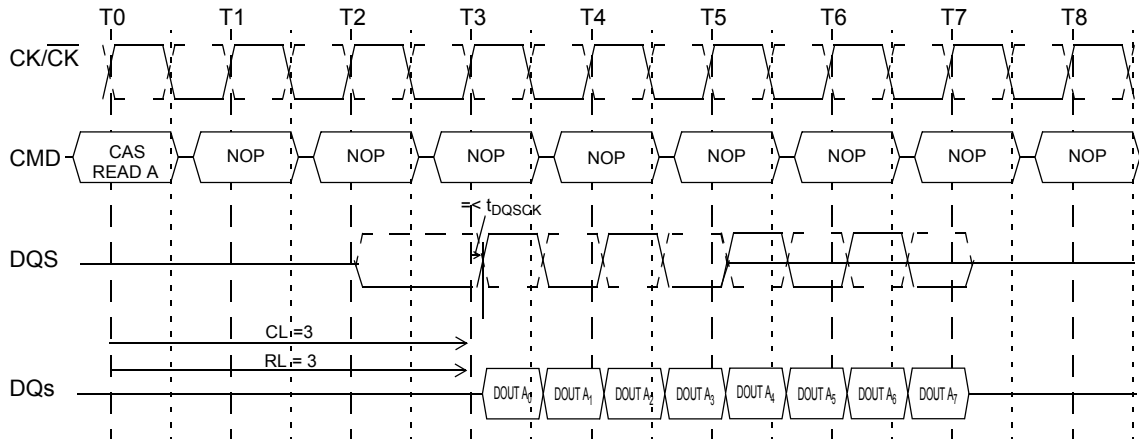 T0 T1 T2 T3 T4 T5 T6 T7 T8
CK/CK
CMD CAS READ A NOP NOP NOP NOP NOP NOP NOP NOP
=< tDQSCK
DQS
CL =3
RL = 3
DQs DOUT A0 DOUT A1 DOUT A2 DOUT A3 DOUT A4 DOUT A5 DOUT A6 DOUT A7